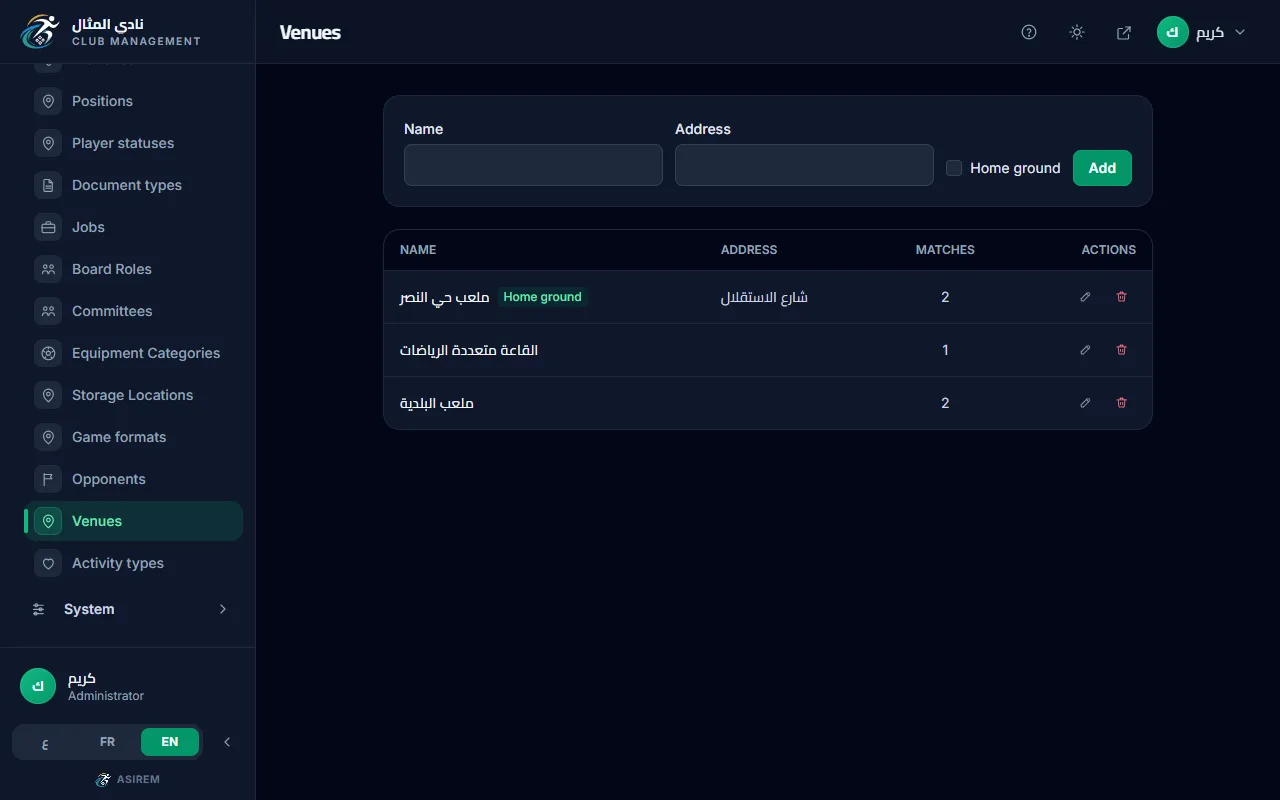 نادي المثال
CLUB MANAGEMENT
Venues
كريم
ك
Positions
Player statuses
Document types
Jobs
Board Roles
Committees
Equipment Categories
Storage Locations
Game formats
Opponents
Venues
Activity types
System
ك
كريم
Administrator
ع FR EN
ASIREM
Name Address
Home ground Add
NAME ADDRESS MATCHES ACTIONS
ملعب حي النصر Home ground شارع الاستقلال 2
القاعة متعددة الرياضات 1
ملعب البلدية 2